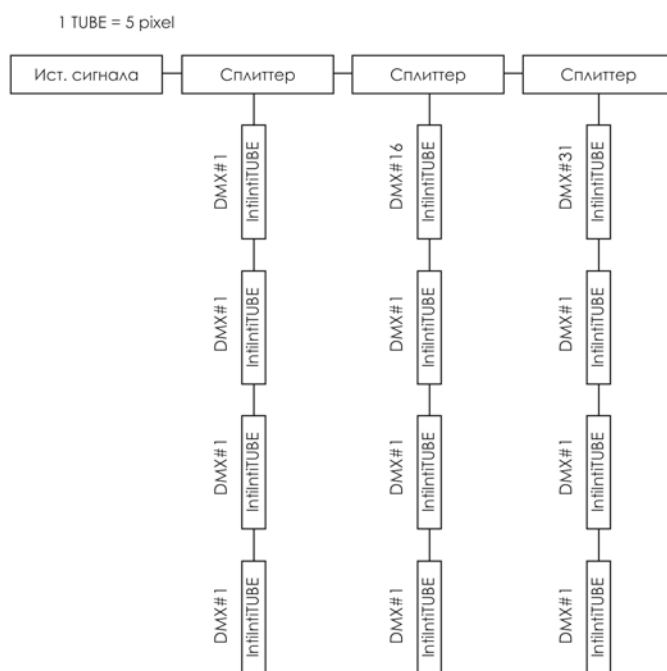 1 TUBE = 5 pixel
Ист. сигнала
Сплиттер
Сплиттер
Сплиттер
DMX#1
IntiIntiTUBE
DMX#16
IntiIntiTUBE
DMX#31
IntiIntiTUBE
DMX#1
IntiIntiTUBE
DMX#1
IntiIntiTUBE
DMX#1
IntiIntiTUBE
DMX#1
IntiIntiTUBE
DMX#1
IntiIntiTUBE
DMX#1
IntiIntiTUBE
DMX#1
IntiIntiTUBE
DMX#1
IntiIntiTUBE
DMX#1
IntiIntiTUBE